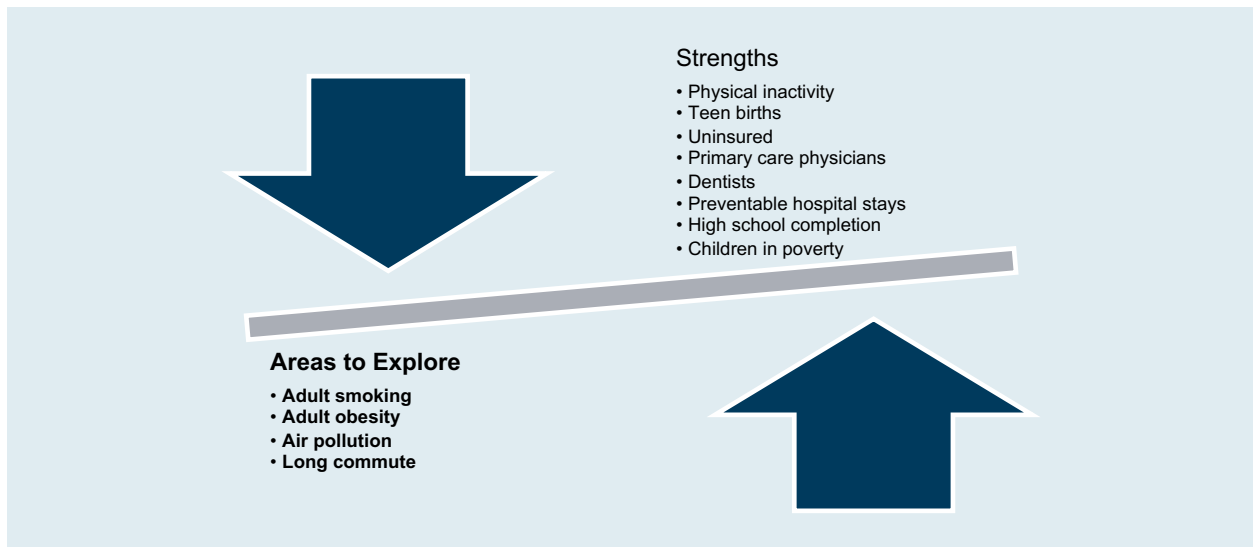 Strengths
• Physical inactivity
• Teen births
• Uninsured
• Primary care physicians
• Dentists
• Preventable hospital stays
• High school completion
• Children in poverty
Areas to Explore
• Adult smoking
• Adult obesity
• Air pollution
• Long commute